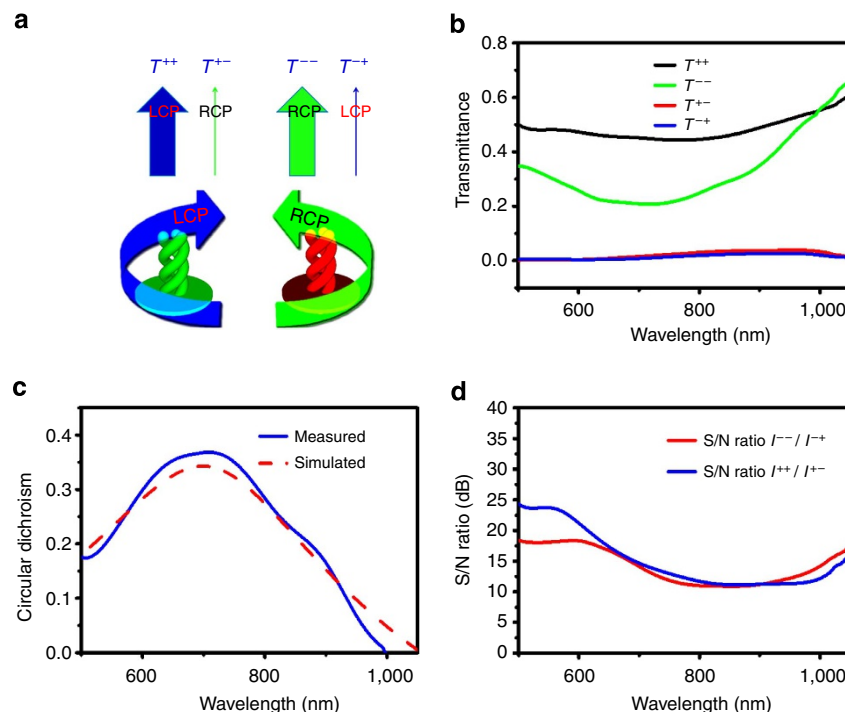 a
T⁺⁺ T⁺⁻ T⁻⁻ T⁻⁺
LCP RCP RCP LCP
LCP RCP
b
0.8
0.6
0.4
0.2
0.0
Transmittance
T⁺⁺
T⁻⁻
T⁺⁻
T⁻⁺
600 800 1,000
Wavelength (nm)
c
0.4
0.3
0.2
0.1
0.0
Circular dichroism
Measured
Simulated
600 800 1,000
Wavelength (nm)
d
40
35
30
25
20
15
10
5
0
S/N ratio (dB)
S/N ratio I⁻⁻/ I⁻⁺
S/N ratio I⁺⁺/ I⁺⁻
600 800 1,000
Wavelength (nm)